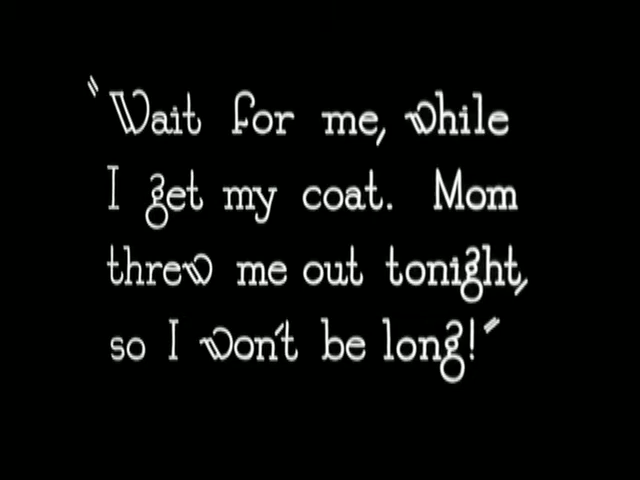 "Wait for me, while
I get my coat. Mom
threw me out tonight,
so I won't be long!"